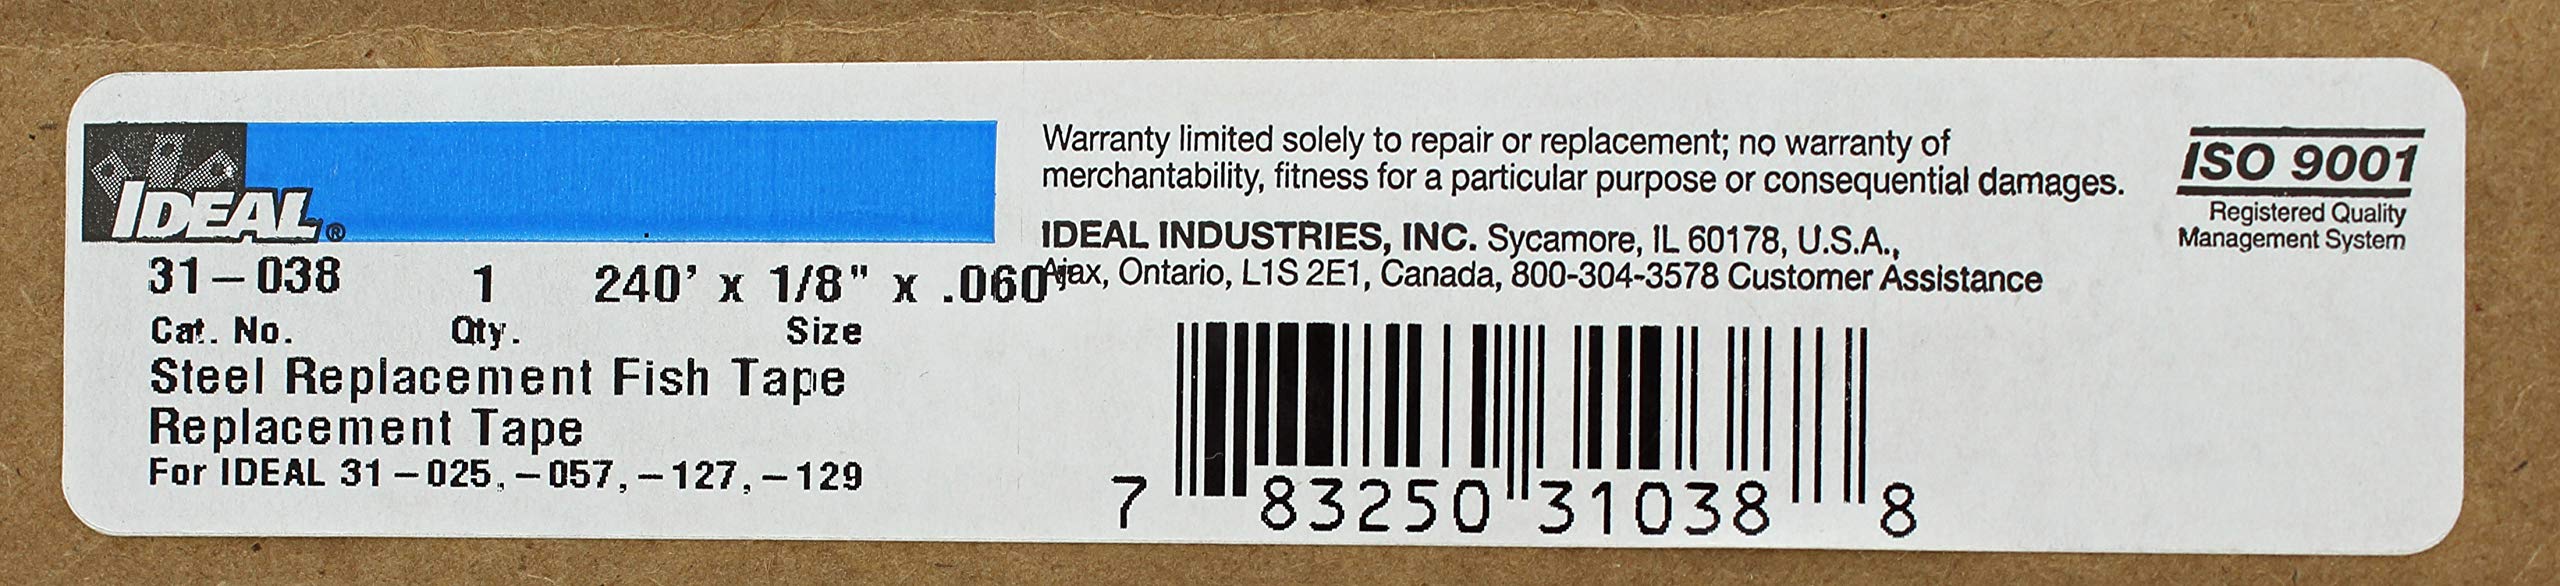 IDEAL®
31-038 1 240' x 1/8" x .060"
Cat. No. Qty. Size
Steel Replacement Fish Tape
Replacement Tape
For IDEAL 31-025,-057,-127,-129
Warranty limited solely to repair or replacement; no warranty of
merchantability, fitness for a particular purpose or consequential damages.
IDEAL INDUSTRIES, INC. Sycamore, IL 60178, U.S.A.,
Ajax, Ontario, L1S 2E1, Canada, 800-304-3578 Customer Assistance
7 83250 31038 8
ISO 9001
Registered Quality
Management System